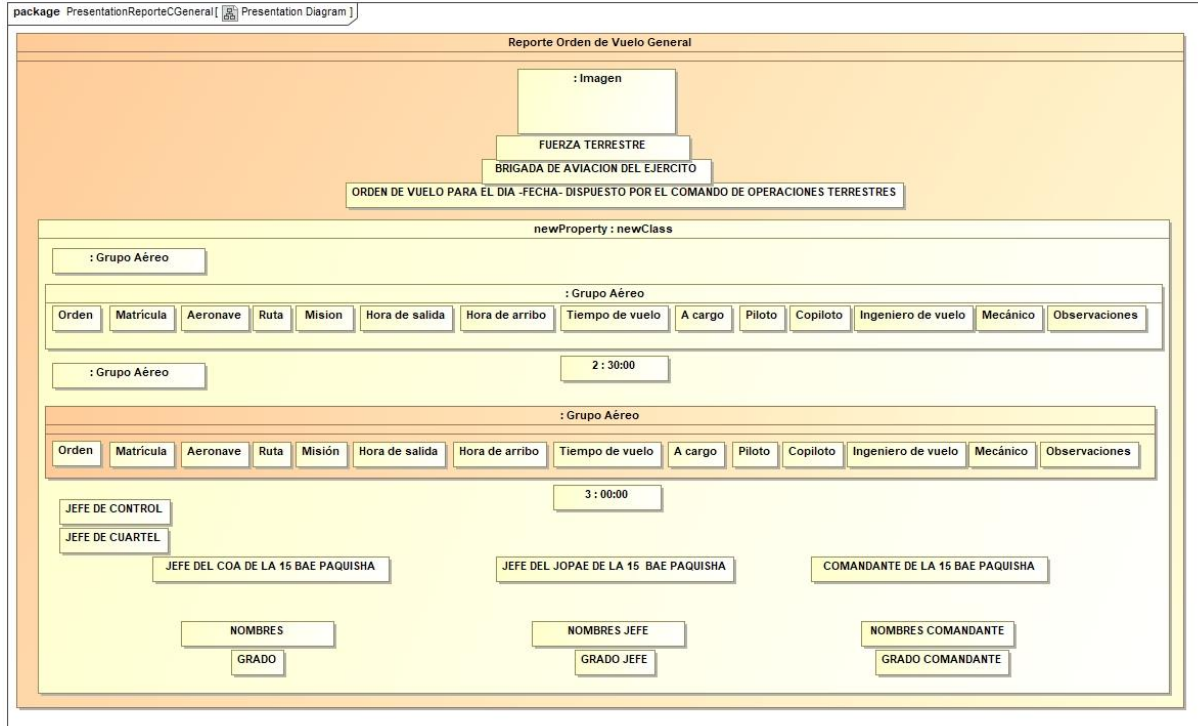 package PresentationReporteCGeneral[ Presentation Diagram ]
Reporte Orden de Vuelo General
: Imagen
FUERZA TERRESTRE
BRIGADA DE AVIACION DEL EJERCITO
ORDEN DE VUELO PARA EL DIA -FECHA- DISPUESTO POR EL COMANDO DE OPERACIONES TERRESTRES
newProperty : newClass
: Grupo Aéreo
: Grupo Aéreo
Orden Matrícula Aeronave Ruta Mision Hora de salida Hora de arribo Tiempo de vuelo A cargo Piloto Copiloto Ingeniero de vuelo Mecánico Observaciones
2 : 30:00
: Grupo Aéreo
: Grupo Aéreo
Orden Matrícula Aeronave Ruta Misión Hora de salida Hora de arribo Tiempo de vuelo A cargo Piloto Copiloto Ingeniero de vuelo Mecánico Observaciones
3 : 00:00
JEFE DE CONTROL
JEFE DE CUARTEL
JEFE DEL COA DE LA 15 BAE PAQUISHA JEFE DEL JOPAE DE LA 15 BAE PAQUISHA COMANDANTE DE LA 15 BAE PAQUISHA
NOMBRES NOMBRES JEFE NOMBRES COMANDANTE
GRADO GRADO JEFE GRADO COMANDANTE